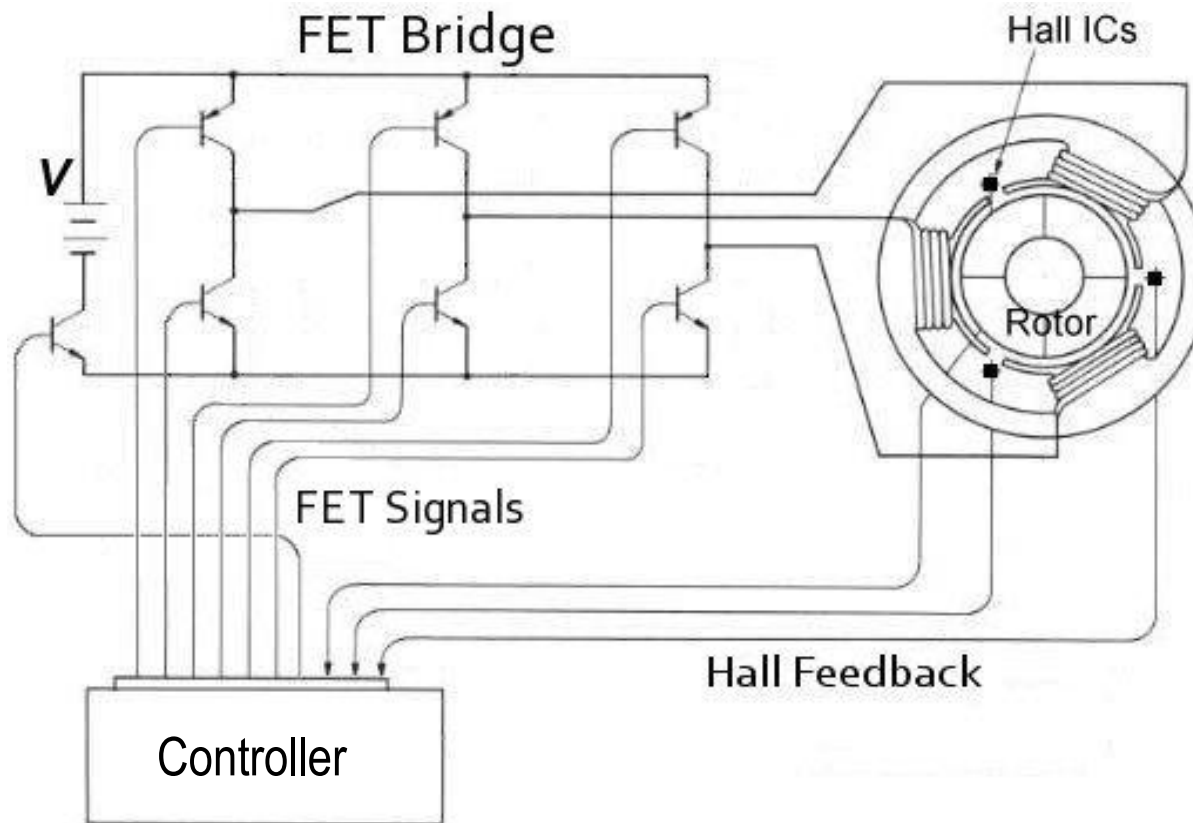 FET Bridge
Hall ICs
V
Rotor
FET Signals
Hall Feedback
Controller